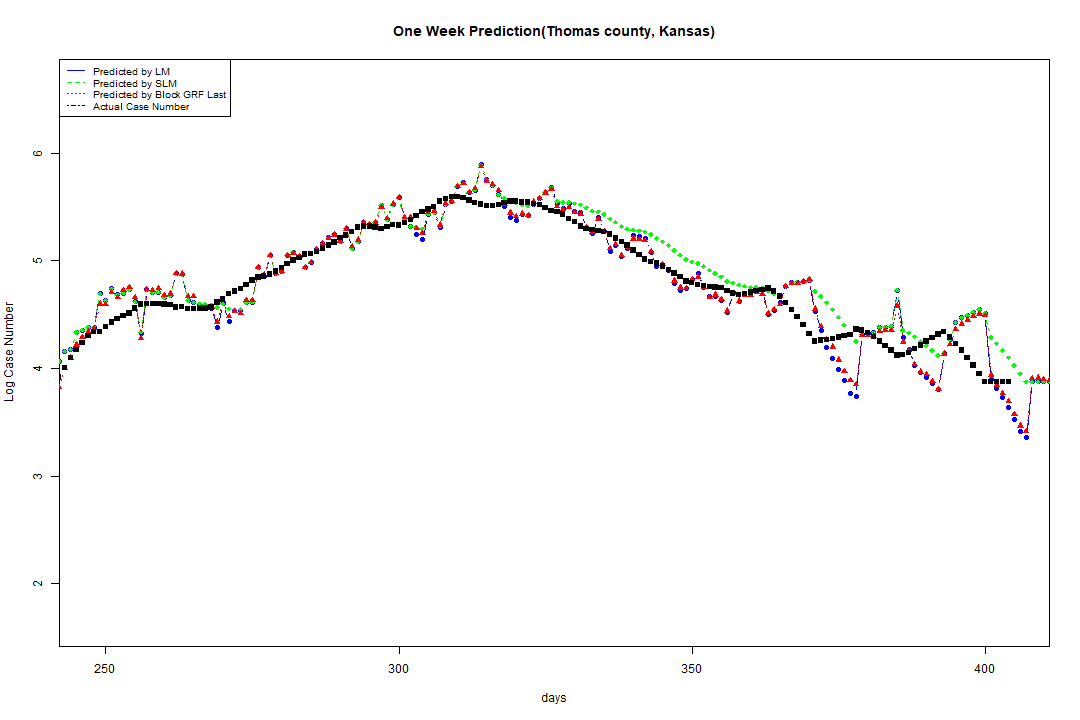 One Week Prediction(Thomas county, Kansas)
Predicted by LM
Predicted by SLM
Predicted by Block GRF Last
Actual Case Number
6
5
4
3
2
Log Case Number
250 300 350 400
days